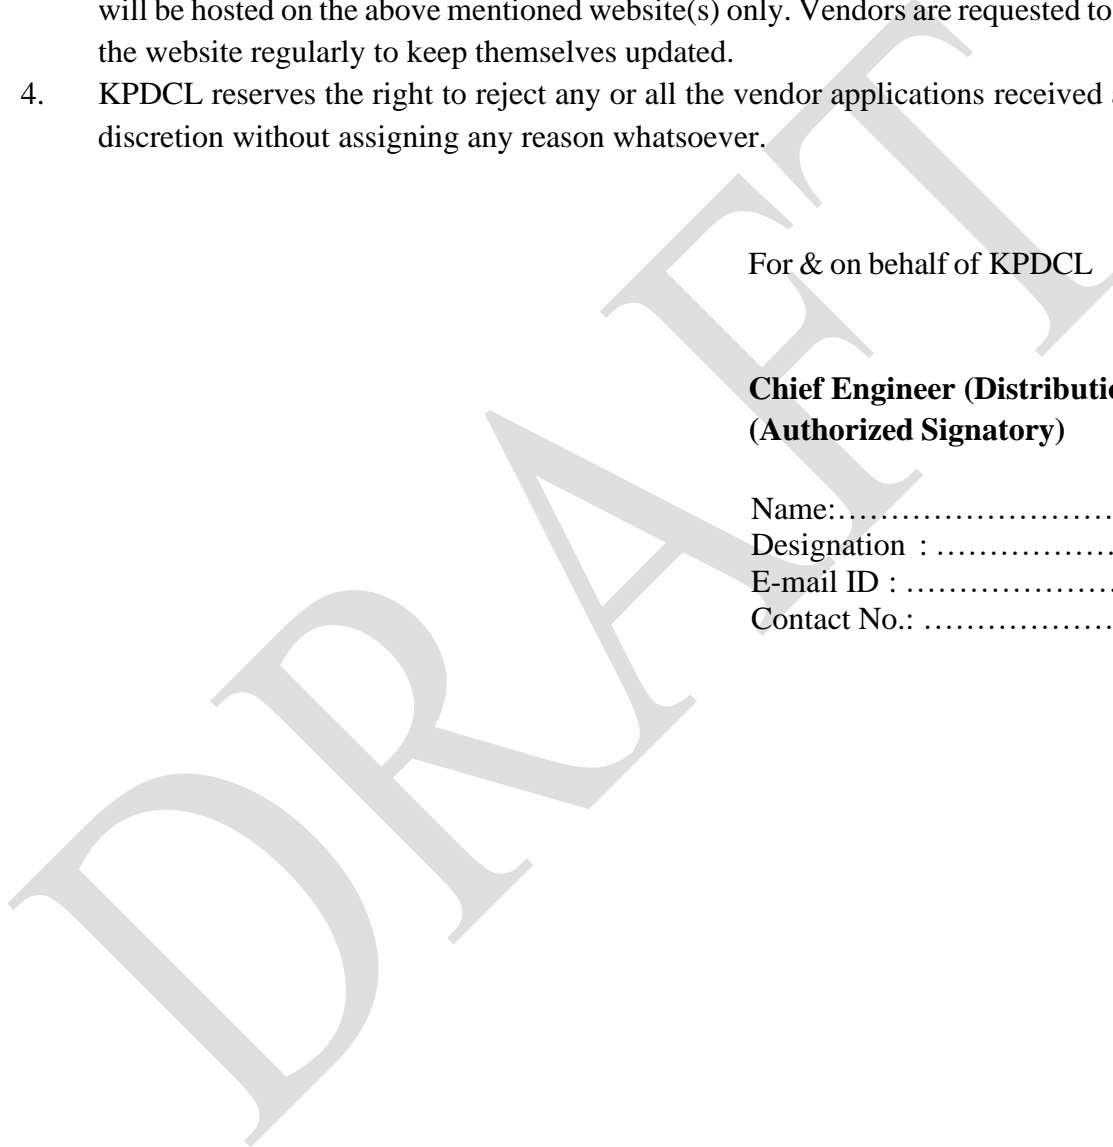 will be hosted on the above mentioned website(s) only. Vendors are requested to
the website regularly to keep themselves updated.
4. KPDCL reserves the right to reject any or all the vendor applications received
discretion without assigning any reason whatsoever.
For & on behalf of KPDCL
Chief Engineer (Distributio
(Authorized Signatory)
Name:……………………….
Designation : ……………….
E-mail ID : ………………….
Contact No.: ……………….
DRAFT